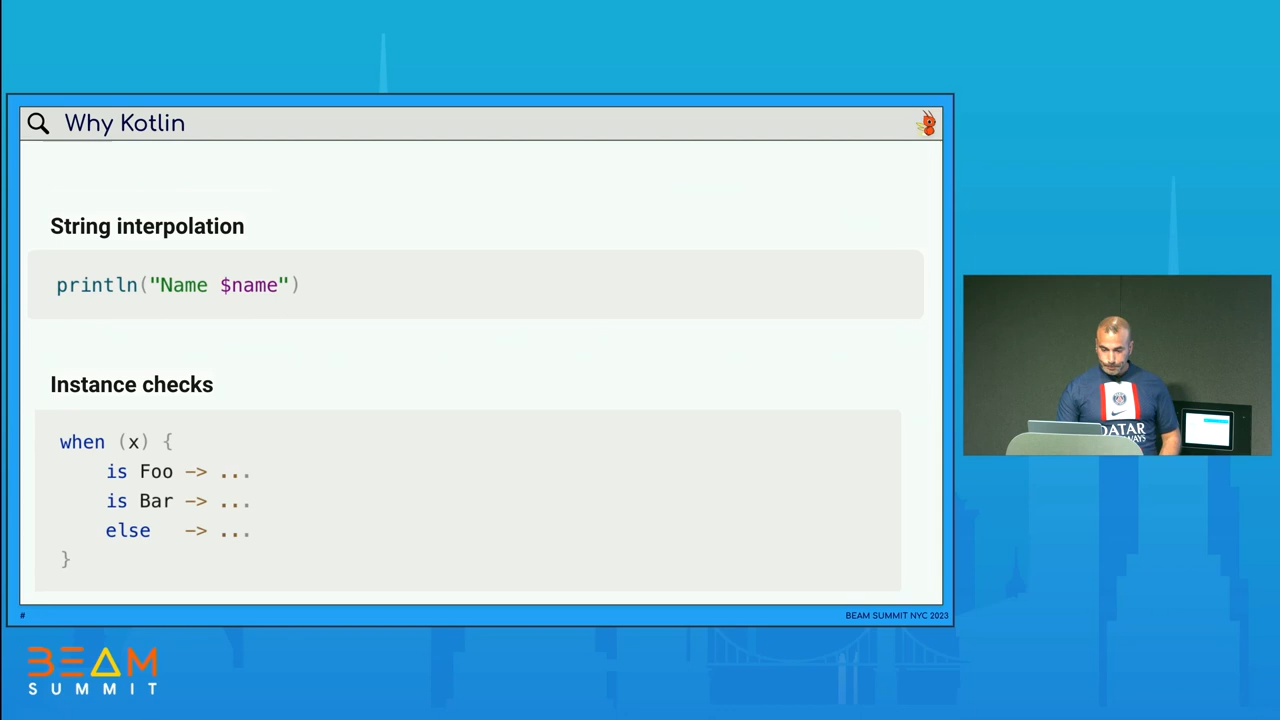 Why Kotlin
String interpolation
println("Name $name")
Instance checks
when (x) {
    is Foo -> ...
    is Bar -> ...
    else   -> ...
}
#
BEAM SUMMIT NYC 2023
QATAR
BEAM
SUMMIT